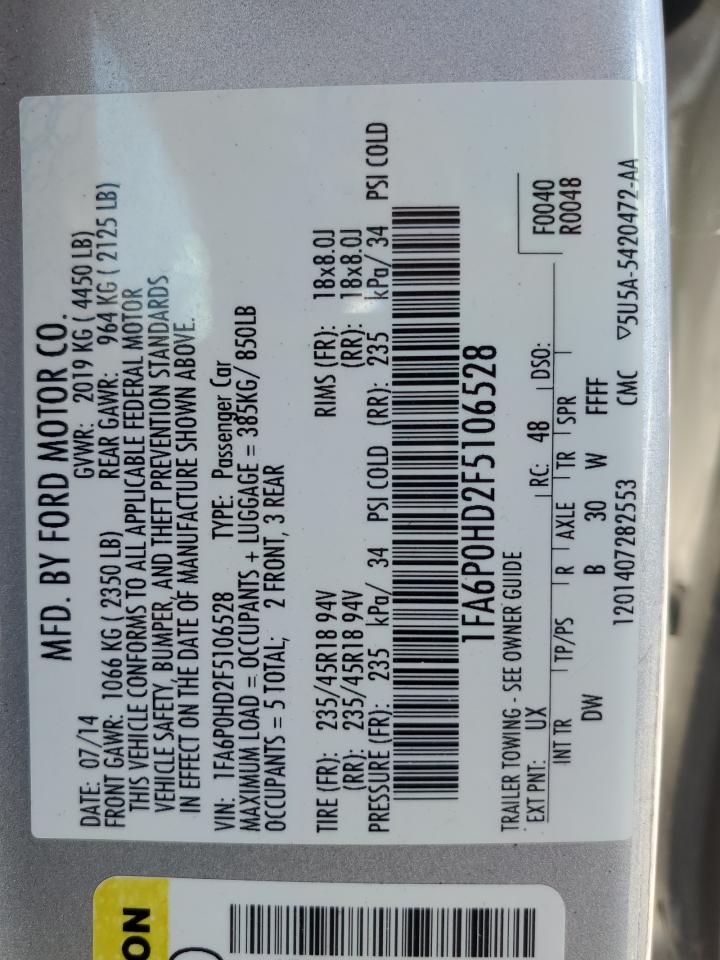 MFD. BY FORD MOTOR CO.
DATE: 07/14 GVWR: 2019 KG ( 4450 LB)
FRONT GAWR: 1066 KG ( 2350 LB) REAR GAWR: 964 KG ( 2125 LB)
THIS VEHICLE CONFORMS TO ALL APPLICABLE FEDERAL MOTOR
VEHICLE SAFETY, BUMPER, AND THEFT PREVENTION STANDARDS
IN EFFECT ON THE DATE OF MANUFACTURE SHOWN ABOVE.
VIN: 1FA6P0HD2F5106528 TYPE: Passenger Car
MAXIMUM LOAD = OCCUPANTS + LUGGAGE = 385KG/ 850LB
OCCUPANTS = 5 TOTAL; 2 FRONT, 3 REAR
TIRE (FR): 235/45R18 94V RIMS (FR): 18x8.0J
(RR): 235/45R18 94V (RR): 18x8.0J
PRESSURE (FR): 235 kPa/ 34 PSI COLD (RR): 235 kPa/ 34 PSI COLD
1FA6P0HD2F5106528
TRAILER TOWING - SEE OWNER GUIDE
F0040
EXT PNT: UX RC: 48 DSO: R0048
INT TR TP/PS R AXLE TR SPR
DW B 30 W FFFF
1201407282553 CMC ▽5U5A-5420472-AA
ON